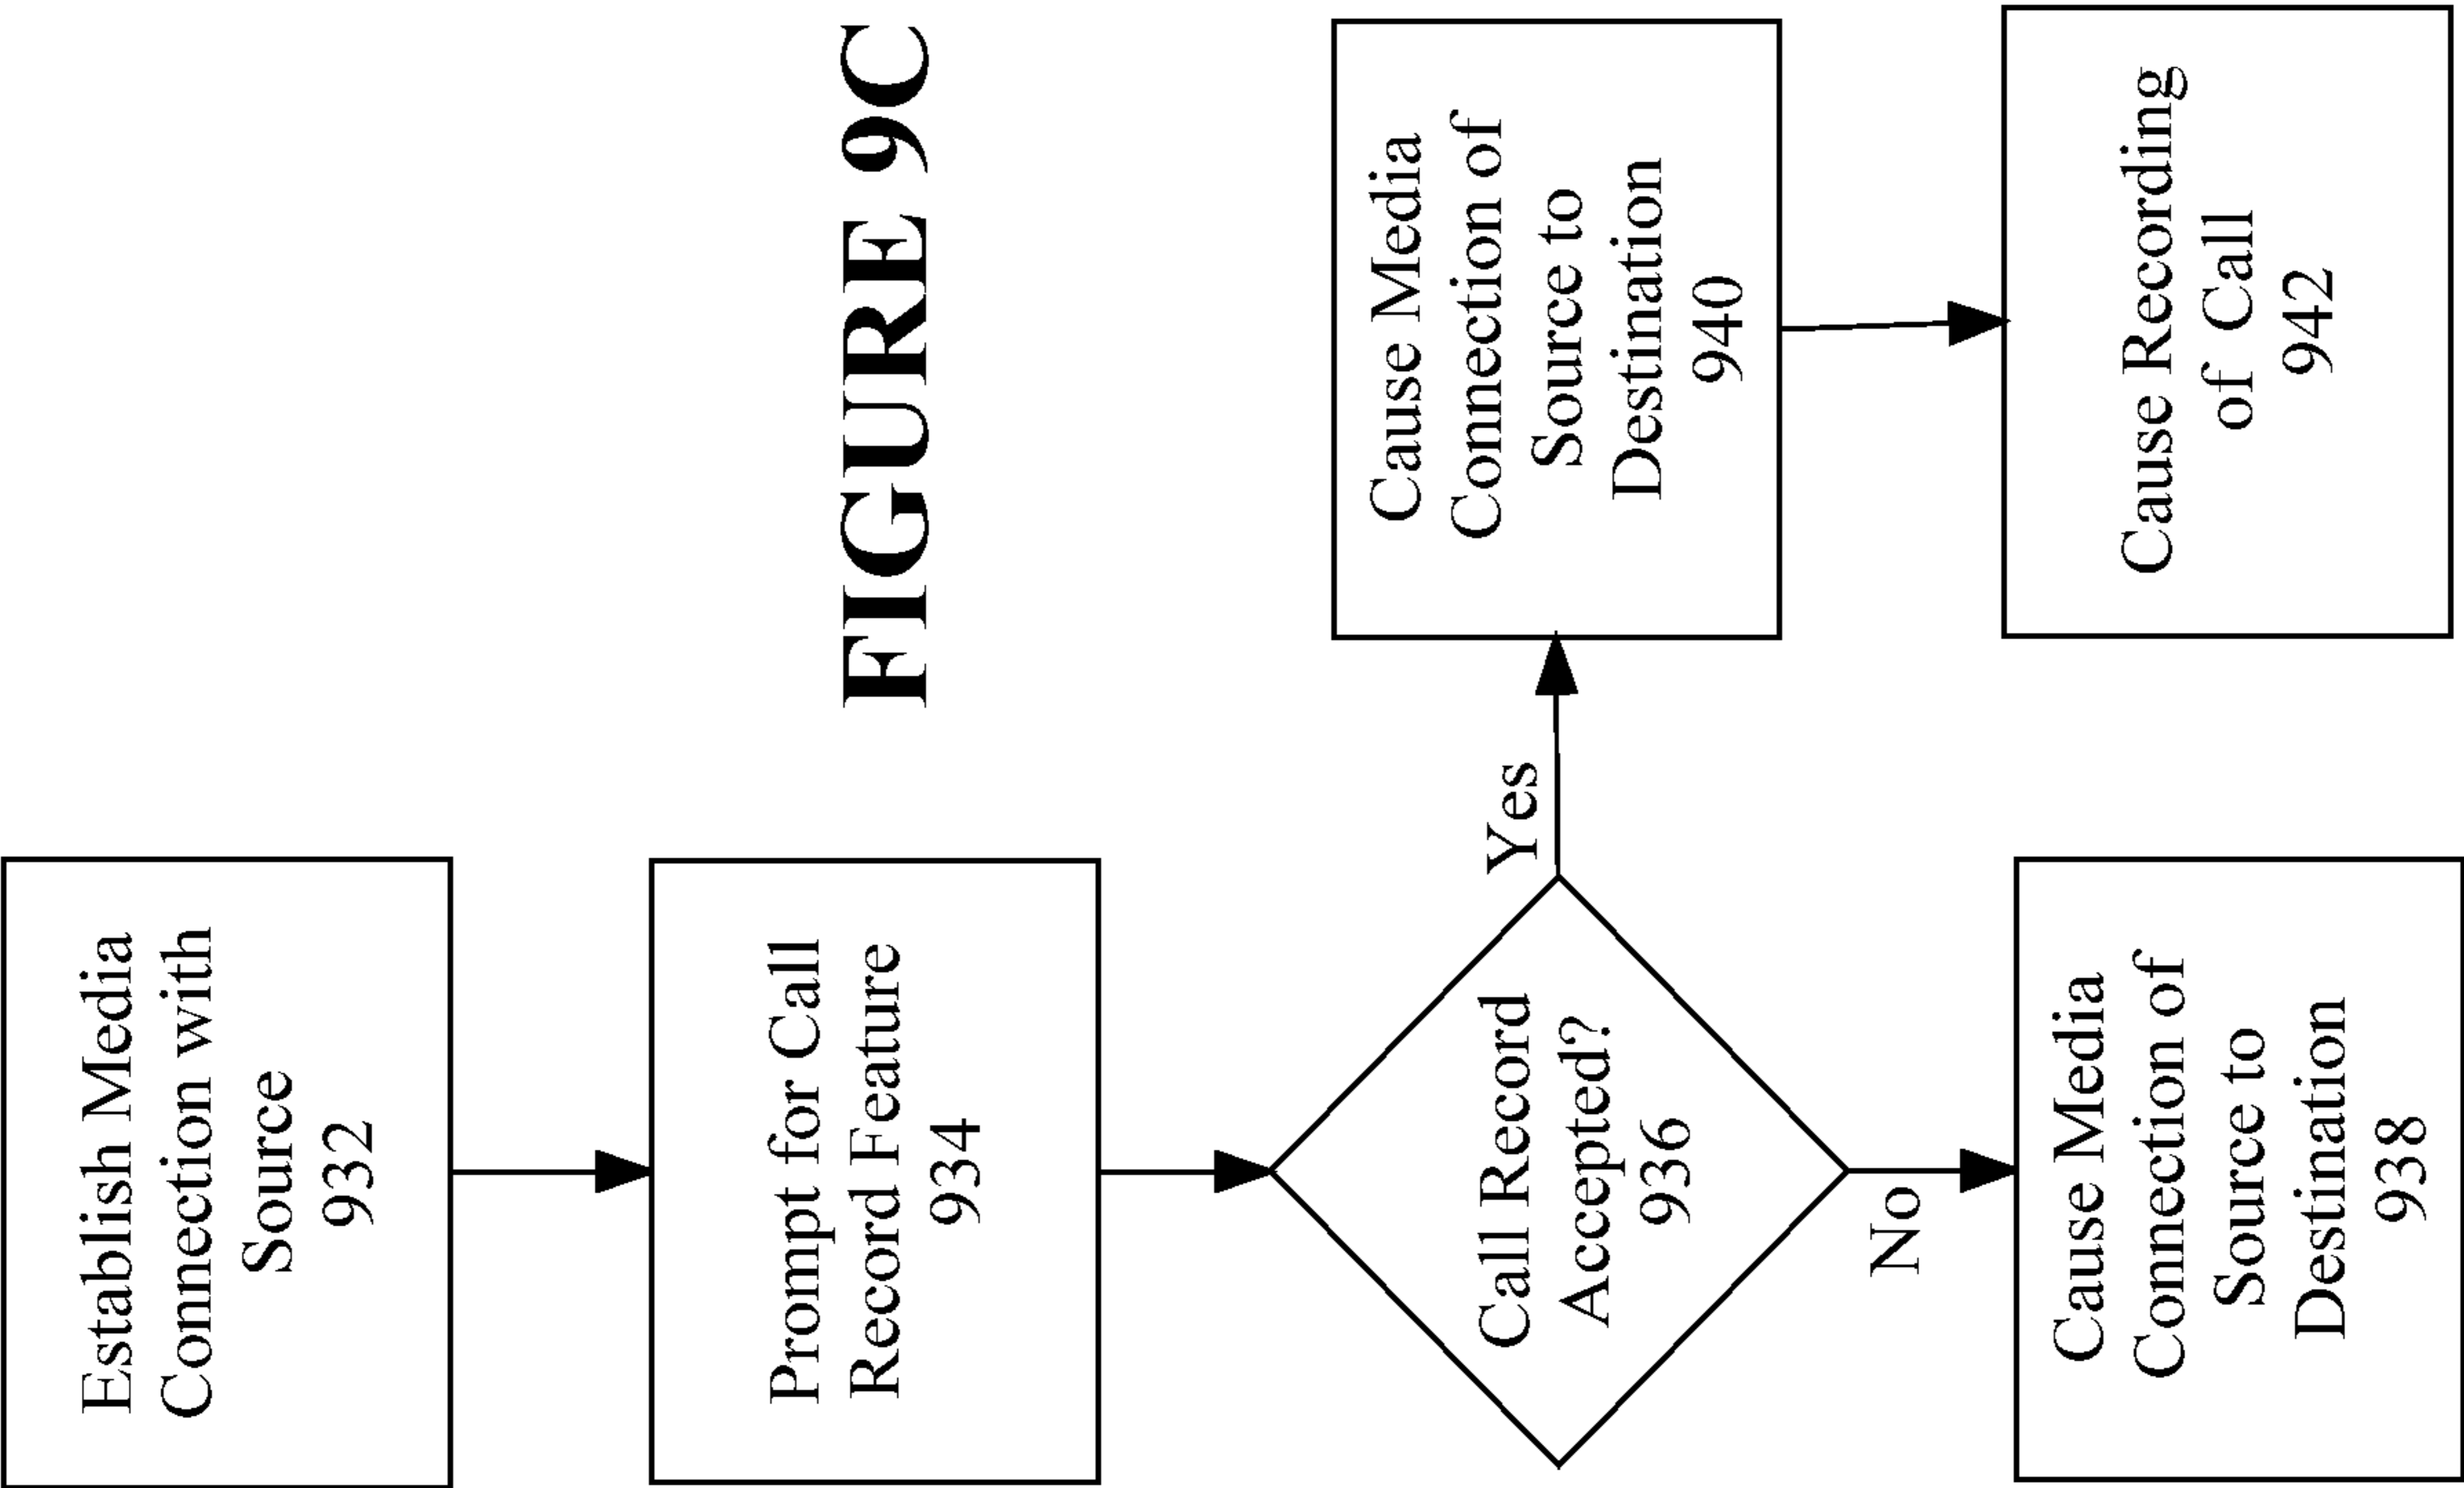 Establish Media
Connection with
Source
932
Prompt for Call
Record Feature
934
Call Record
Accepted?
936
Yes
No
Cause Media
Connection of
Source to
Destination
938
Cause Media
Connection of
Source to
Destination
940
Cause Recording
of Call
942
FIGURE 9C